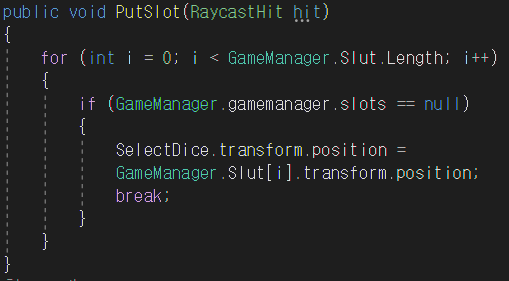 public void PutSlot(RaycastHit hit)
{
for (int i = 0; i < GameManager.Slut.Length; i++)
{
if (GameManager.gamemanager.slots == null)
{
SelectDice.transform.position =
GameManager.Slut[i].transform.position;
break;
}
}
}